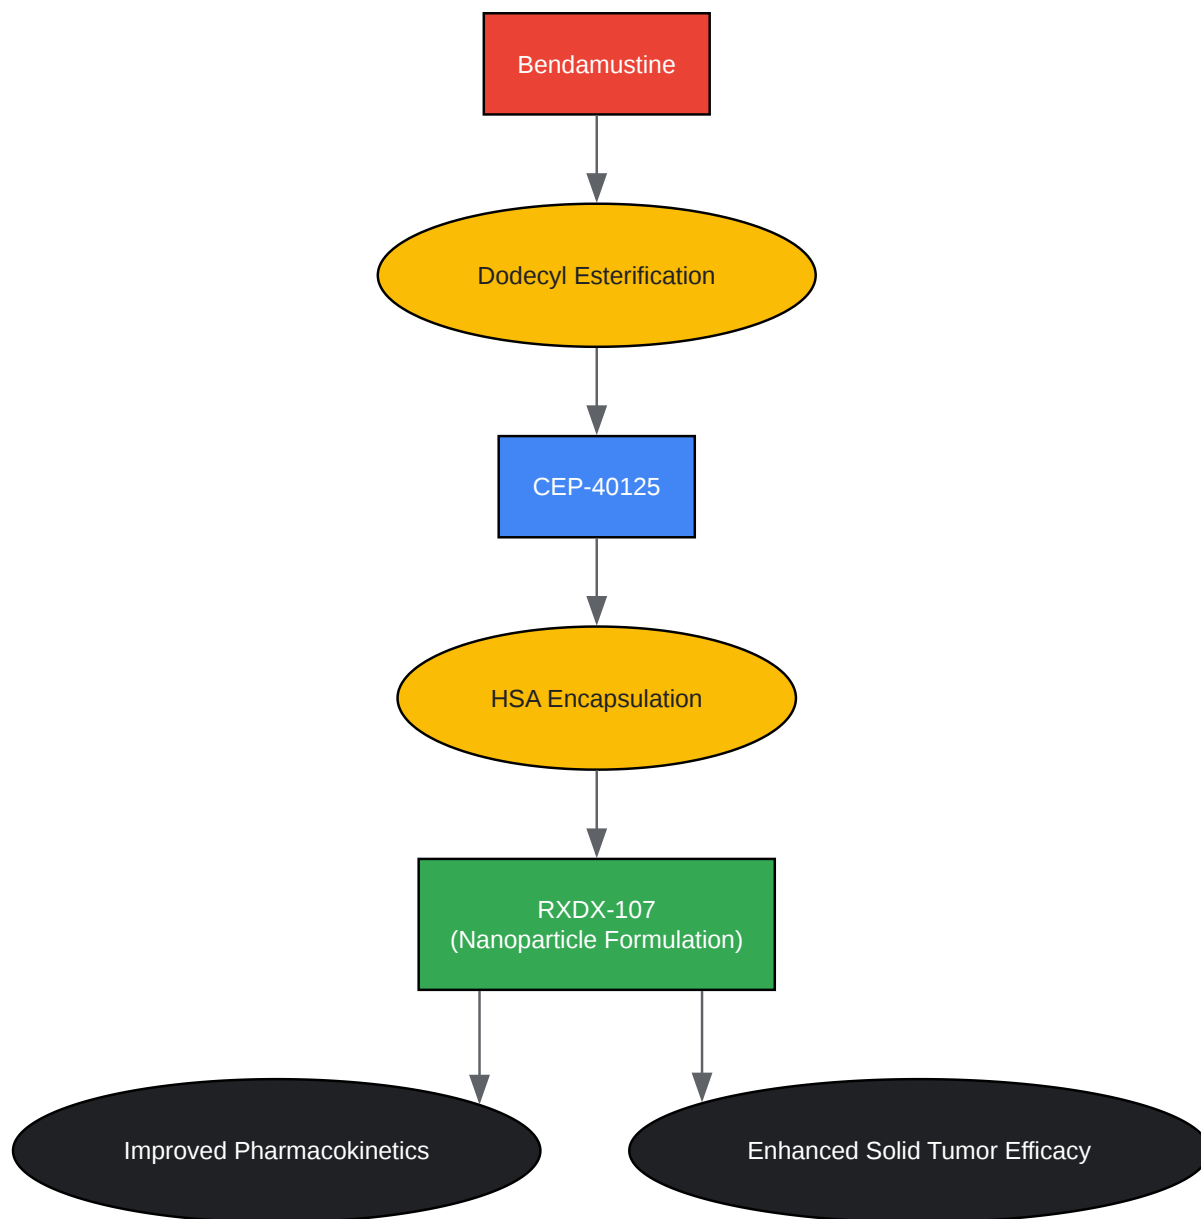 Bendamustine
Dodecyl Esterification
CEP-40125
HSA Encapsulation
RXDX-107
(Nanoparticle Formulation)
Improved Pharmacokinetics
Enhanced Solid Tumor Efficacy